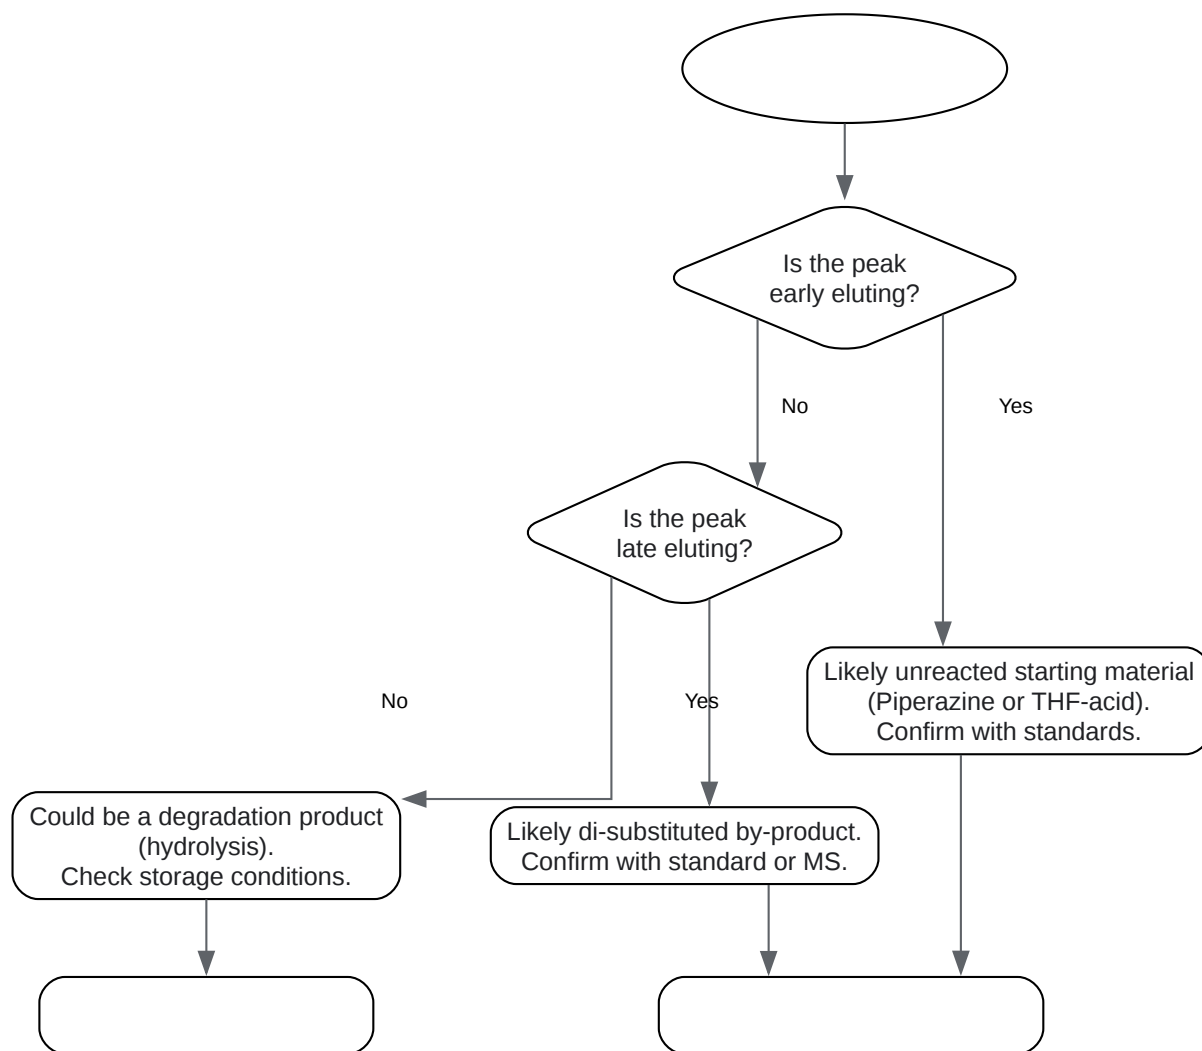 Is the peak
early eluting?
No
Yes
Is the peak
late eluting?
Likely unreacted starting material
(Piperazine or THF-acid).
Confirm with standards.
No
Yes
Could be a degradation product
(hydrolysis).
Check storage conditions.
Likely di-substituted by-product.
Confirm with standard or MS.